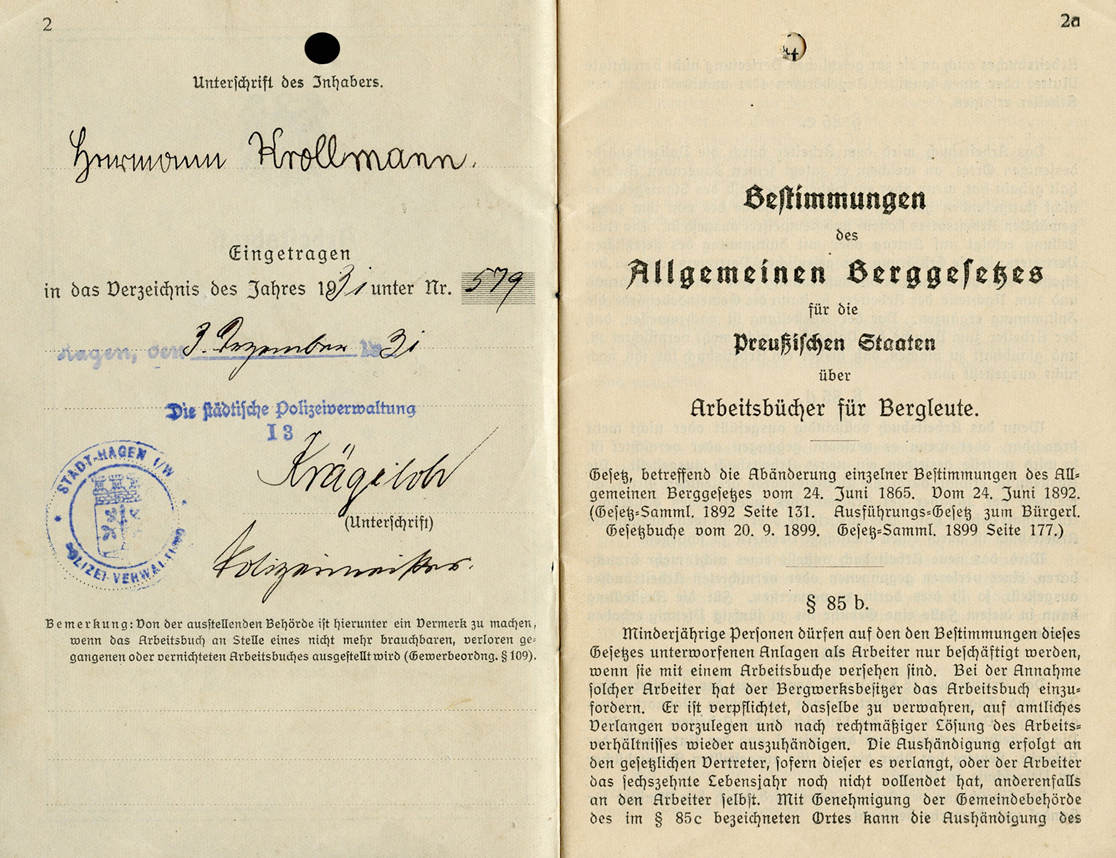 2
Unterschrift des Inhabers.
Hermann Krollmann.
Eingetragen
in das Verzeichnis des Jahres 1931 unter Nr. 579
Hagen, den 3. Dezember 1931
Die städtische Polizeiverwaltung
I 3
STADT-HAGEN I/W
POLIZEI-VERWALTUNG
(Unterschrift)
Polizeimeister.
Bemerkung: Von der ausstellenden Behörde ist hierunter ein Vermerk zu machen,
wenn das Arbeitsbuch an Stelle eines nicht mehr brauchbaren, verloren ge-
gangenen oder vernichteten Arbeitsbuches ausgestellt wird (Gewerbeordng. § 109).
2a
Bestimmungen
des
Allgemeinen Berggesetzes
für die
Preußischen Staaten
über
Arbeitsbücher für Bergleute.
Gesetz, betreffend die Abänderung einzelner Bestimmungen des All-
gemeinen Berggesetzes vom 24. Juni 1865. Vom 24. Juni 1892.
(Gesetz-Samml. 1892 Seite 131. Ausführungs-Gesetz zum Bürgerl.
Gesetzbuche vom 20. 9. 1899. Gesetz-Samml. 1899 Seite 177.)
§ 85 b.
Minderjährige Personen dürfen auf den den Bestimmungen dieses
Gesetzes unterworfenen Anlagen als Arbeiter nur beschäftigt werden,
wenn sie mit einem Arbeitsbuche versehen sind. Bei der Annahme
solcher Arbeiter hat der Bergwerksbesitzer das Arbeitsbuch einzu-
fordern. Er ist verpflichtet, dasselbe zu verwahren, auf amtliches
Verlangen vorzulegen und nach rechtmäßiger Lösung des Arbeits-
verhältnisses wieder auszuhändigen. Die Aushändigung erfolgt an
den gesetzlichen Vertreter, sofern dieser es verlangt, oder der Arbeiter
das sechszehnte Lebensjahr noch nicht vollendet hat, anderenfalls
an den Arbeiter selbst. Mit Genehmigung der Gemeindebehörde
des im § 85c bezeichneten Ortes kann die Aushändigung des